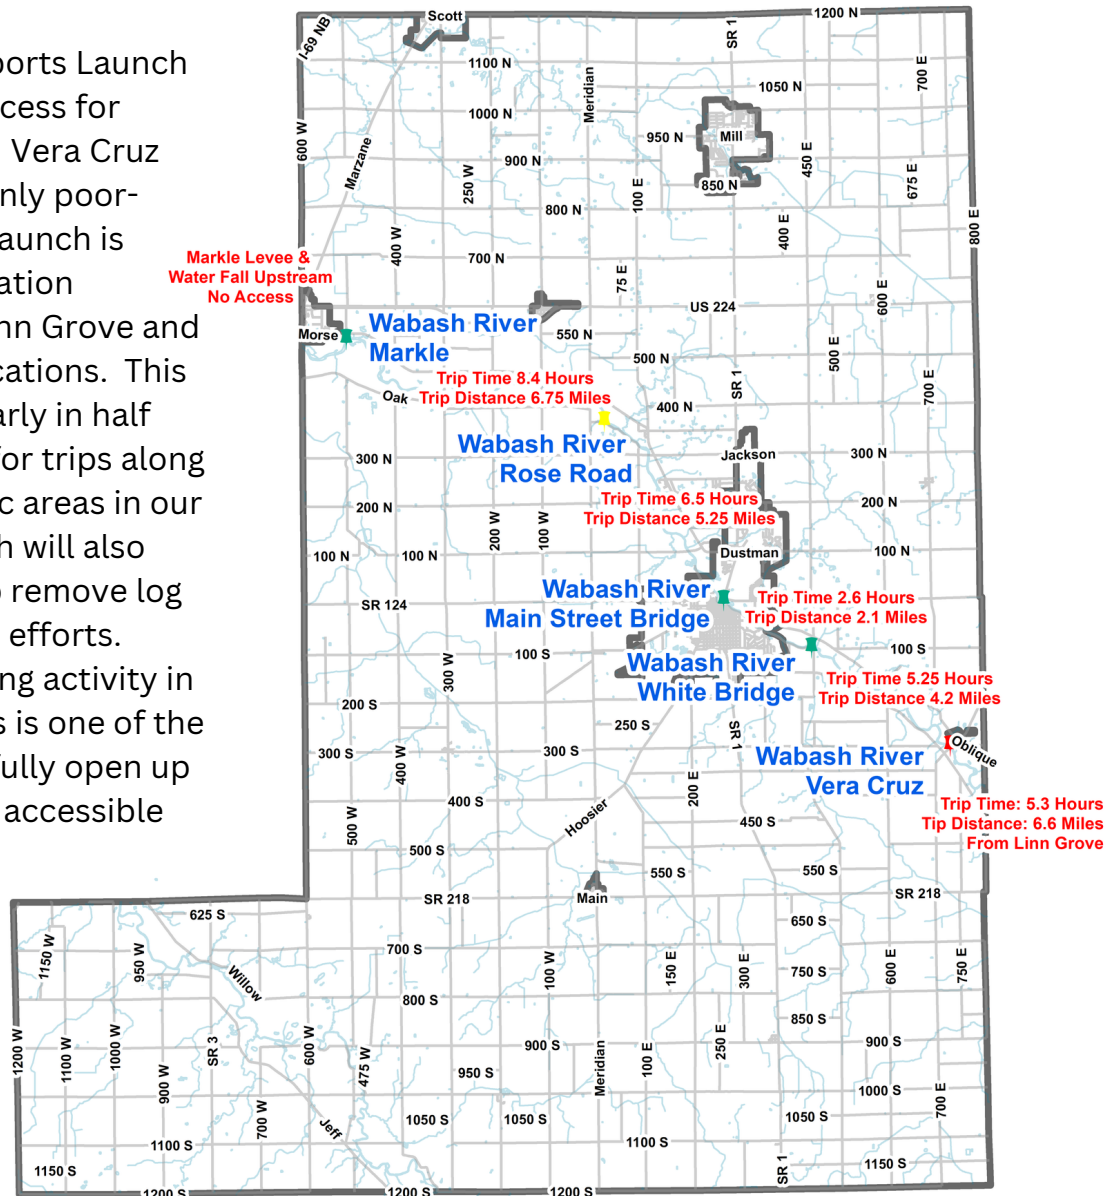 ports Launch
cess for
Vera Cruz
nly poor-
aunch is
ation
nn Grove and
cations. This
arly in half
for trips along
ic areas in our
h will also
o remove log
efforts.
ng activity in
s is one of the
fully open up
accessible
Scott
1200 N
I-69 NB
SR 1
1100 N
Meridian
700 E
1050 N
1000 N
950 N
Mill
600 W
Marzane
900 N
450 E
250 W
850 N
100 E
675 E
800 N
400 E
800 E
400 W
700 N
Markle Levee &
Water Fall Upstream
No Access
75 E
US 224
600 E
Morse
550 N
Wabash River
Markle
500 N
500 E
Trip Time 8.4 Hours
Trip Distance 6.75 Miles
SR 1
700 E
Oak
400 N
Wabash River
Rose Road
300 N
Jackson
300 N
Trip Time 6.5 Hours
Trip Distance 5.25 Miles
200 N
200 W
100 W
200 N
100 N
100 N
Dustman
100 N
Wabash River
Main Street Bridge
SR 124
Trip Time 2.6 Hours
Trip Distance 2.1 Miles
100 S
300 W
Wabash River
White Bridge
100 S
Trip Time 5.25 Hours
Trip Distance 4.2 Miles
200 S
250 S
SR 1
300 S
400 W
300 S
Wabash River
Vera Cruz
Oblique
200 E
400 S
Hoosier
450 S
500 W
Trip Time: 5.3 Hours
Tip Distance: 6.6 Miles
From Linn Grove
500 S
550 S
550 S
SR 218
Main
SR 218
625 S
650 S
1150 W
950 W
700 S
Willow
100 W
150 E
300 E
750 S
600 E
750 E
800 S
850 S
1200 W
1100 W
1000 W
SR 3
600 W
475 W
900 S
Meridian
100 E
250 E
900 S
900 W
950 S
1000 S
700 W
Jeff
1050 S
1050 S
1050 S
700 E
1100 S
1100 S
1150 S
SR 1
1150 S
1200 S
1200 S
1200 S